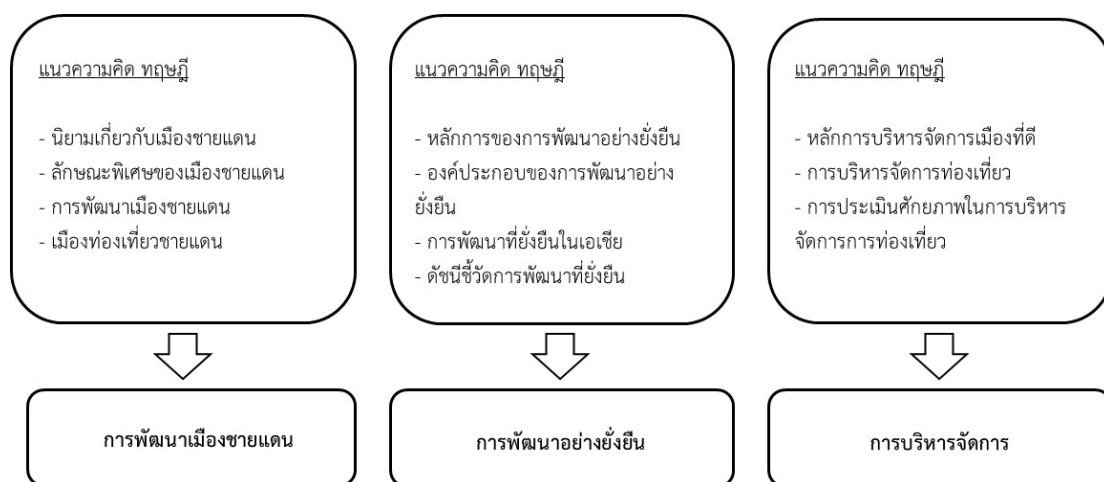 แนวความคิด ทฤษฎี
- นิยามเกี่ยวกับเมืองชายแดน
- ลักษณะพิเศษของเมืองชายแดน
- การพัฒนาเมืองชายแดน
- เมืองท่องเที่ยวชายแดน
แนวความคิด ทฤษฎี
- หลักการของการพัฒนาอย่างยั่งยืน
- องค์ประกอบของการพัฒนาอย่าง
ยั่งยืน
- การพัฒนาที่ยั่งยืนในเอเชีย
- ดัชนีชี้วัดการพัฒนาที่ยั่งยืน
แนวความคิด ทฤษฎี
- หลักการบริหารจัดการเมืองที่ดี
- การบริหารจัดการท่องเที่ยว
- การประเมินศักยภาพในการบริหาร
จัดการการท่องเที่ยว
การพัฒนาเมืองชายแดน
การพัฒนาอย่างยั่งยืน
การบริหารจัดการ